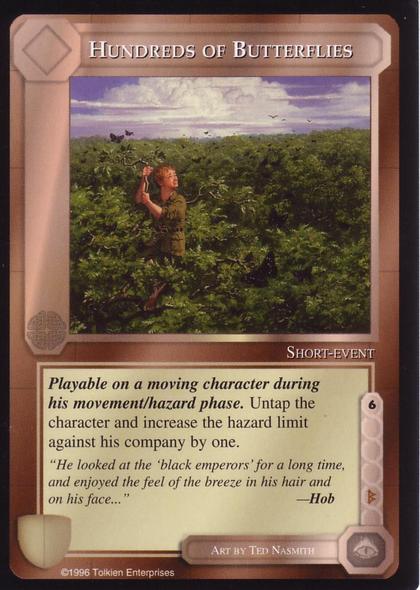 HUNDREDS OF BUTTERFLIES
SHORT-EVENT
Playable on a moving character during
his movement/hazard phase. Untap the
character and increase the hazard limit
against his company by one.
"He looked at the 'black emperors' for a long time,
and enjoyed the feel of the breeze in his hair and
on his face..." —Hob
6
ART BY TED NASMITH
©1996 Tolkien Enterprises